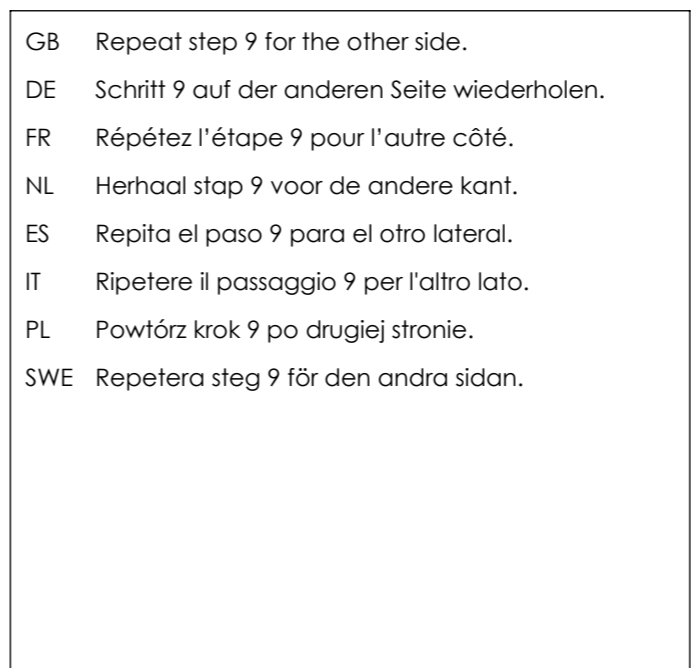 GB Repeat step 9 for the other side.
DE Schritt 9 auf der anderen Seite wiederholen.
FR Répétez l’étape 9 pour l’autre côté.
NL Herhaal stap 9 voor de andere kant.
ES Repita el paso 9 para el otro lateral.
IT Ripetere il passaggio 9 per l'altro lato.
PL Powtórz krok 9 po drugiej stronie.
SWE Repetera steg 9 för den andra sidan.